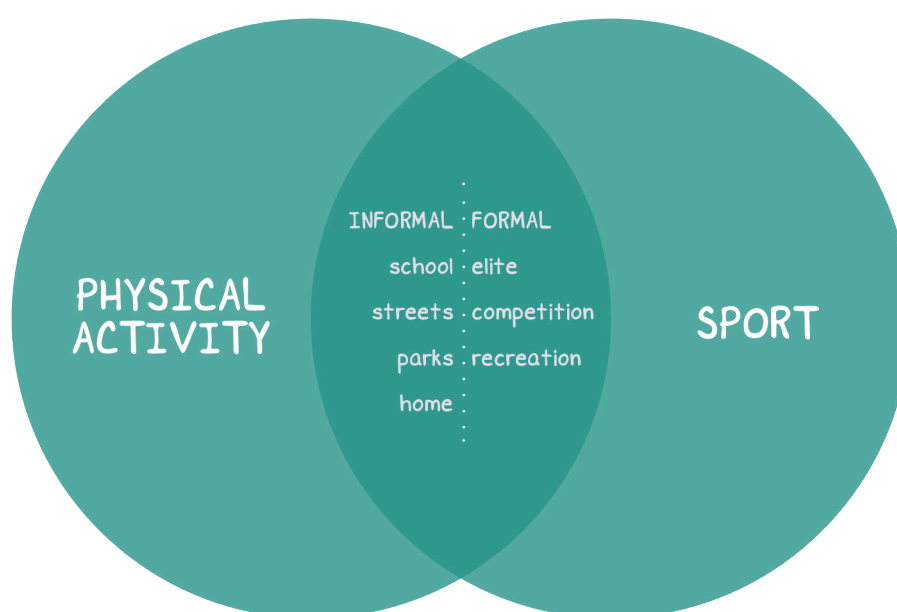 PHYSICAL
ACTIVITY
INFORMAL FORMAL
school elite
streets competition
parks recreation
home
SPORT